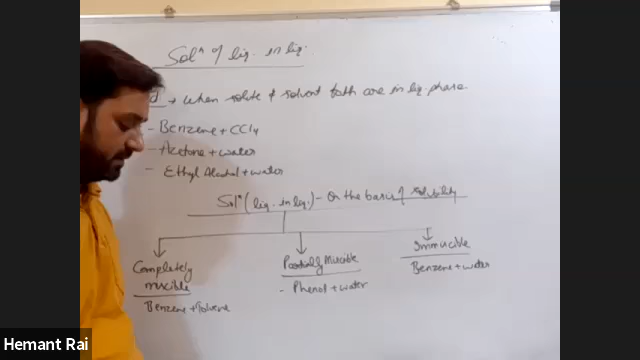 Solⁿ of liq. in liq.
→ When solute & solvent both are in liq phase.
- Benzene + CCl4
- Acetone + water
- Ethyl Alcohol + water
Solⁿ (liq. in liq.) - On the basis of solubility
Completely miscible
Benzene + Toluene
Partially Miscible
- Phenol + water
Immiscible
Benzene + water
Hemant Rai